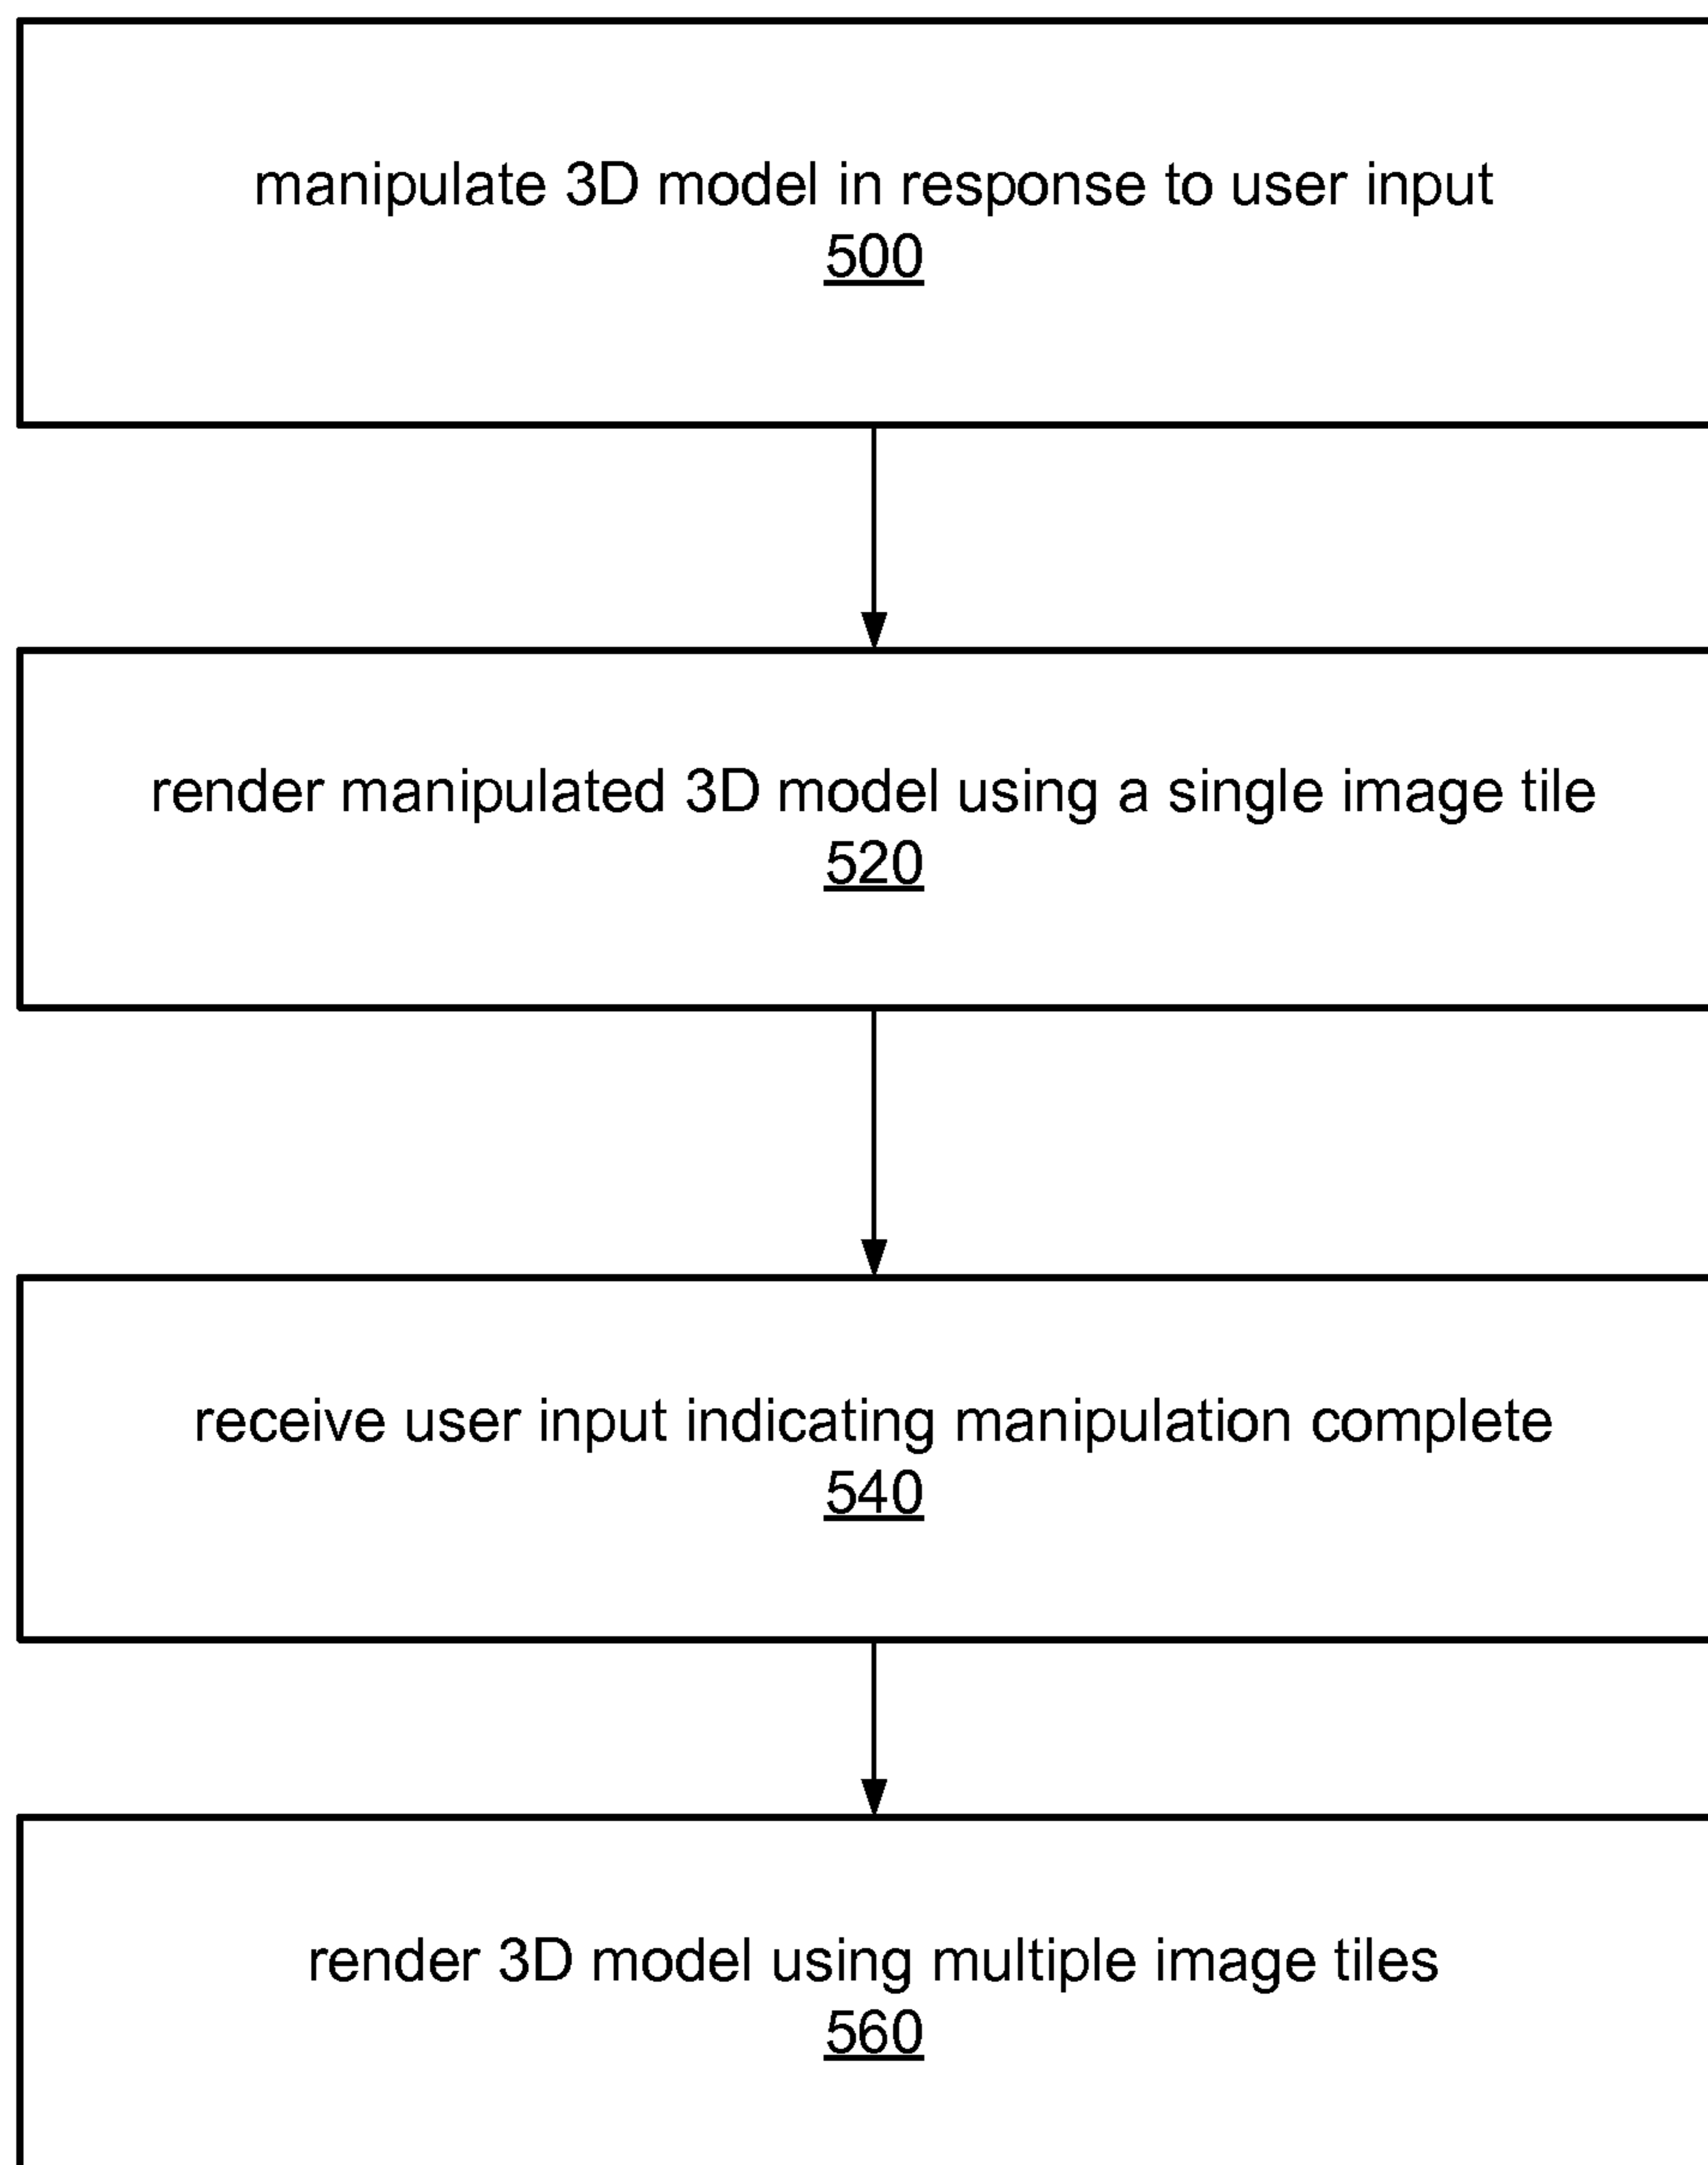 manipulate 3D model in response to user input
500
render manipulated 3D model using a single image tile
520
receive user input indicating manipulation complete
540
render 3D model using multiple image tiles
560